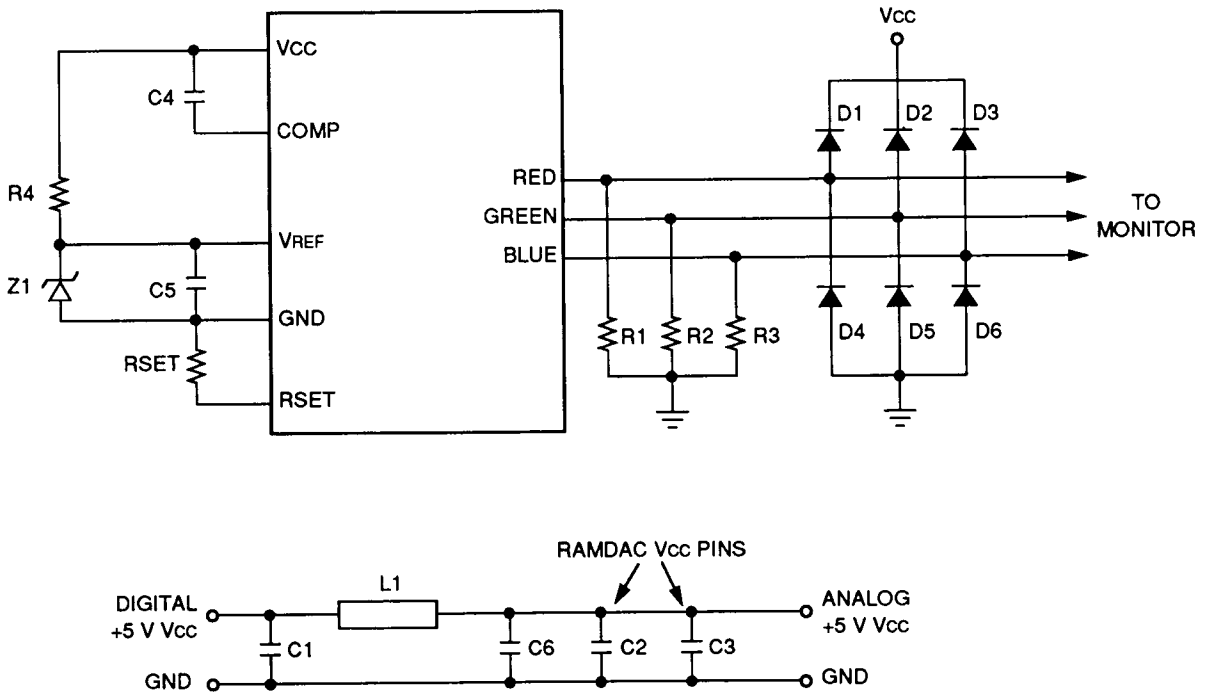 Vcc
VCC
C4
COMP
D1
D2
D3
RED
R4
GREEN
TO
MONITOR
VREF
BLUE
Z1
C5
GND
R1
R2
R3
D4
D5
D6
RSET
RSET
RAMDAC Vcc PINS
L1
DIGITAL
+5 V Vcc
ANALOG
+5 V Vcc
C1
C6
C2
C3
GND
GND